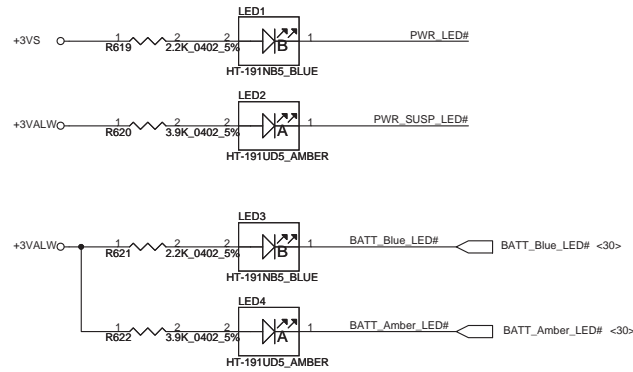 LED1
+3VS 1 2 2 B 1 PWR_LED#
R619 2.2K_0402_5%
HT-191NB5_BLUE
LED2
+3VALW 1 2 2 A 1 PWR_SUSP_LED#
R620 3.9K_0402_5%
HT-191UD5_AMBER
LED3
+3VALW 1 2 2 B 1 BATT_Blue_LED# BATT_Blue_LED# <30>
R621 2.2K_0402_5%
HT-191NB5_BLUE
LED4
1 2 2 A 1 BATT_Amber_LED# BATT_Amber_LED# <30>
R622 3.9K_0402_5%
HT-191UD5_AMBER